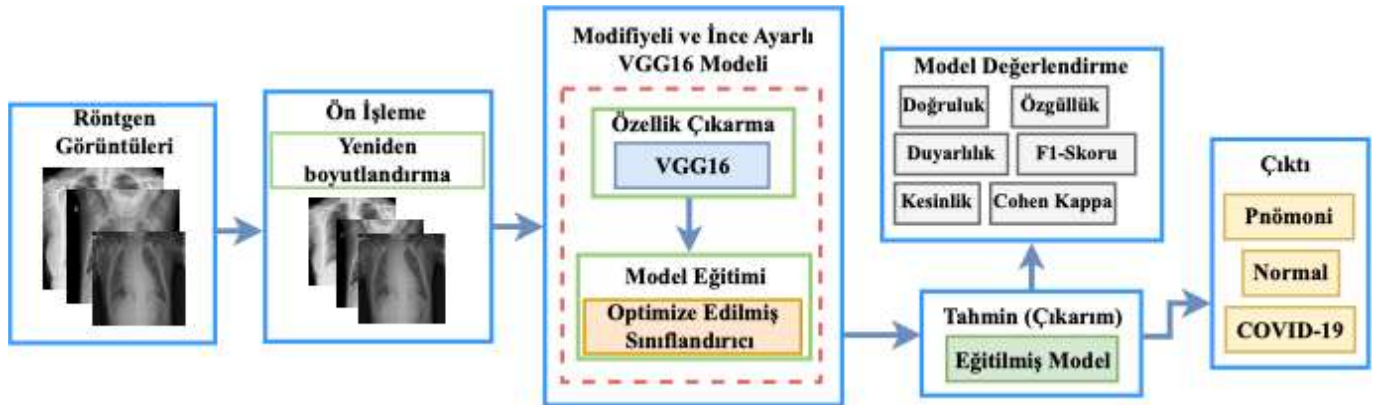 Röntgen
Görüntüleri
Ön İşleme
Yeniden
boyutlandırma
Modifiyeli ve İnce Ayarlı
VGG16 Modeli
Özellik Çıkarma
VGG16
Model Eğitimi
Optimize Edilmiş
Sınıflandırıcı
Model Değerlendirme
Doğruluk
Özgüllük
Duyarlılık
F1-Skoru
Kesinlik
Cohen Kappa
Tahmin (Çıkarım)
Eğitilmiş Model
Çıktı
Pnömoni
Normal
COVID-19